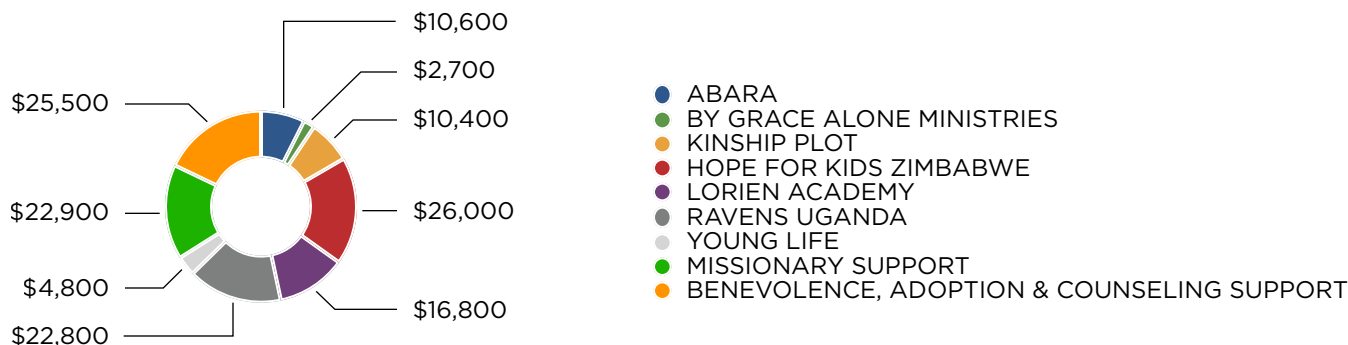 $10,600
$2,700
$10,400
$26,000
$16,800
$25,500
$22,900
$4,800
$22,800
ABARA
BY GRACE ALONE MINISTRIES
KINSHIP PLOT
HOPE FOR KIDS ZIMBABWE
LORIEN ACADEMY
RAVENS UGANDA
YOUNG LIFE
MISSIONARY SUPPORT
BENEVOLENCE, ADOPTION & COUNSELING SUPPORT